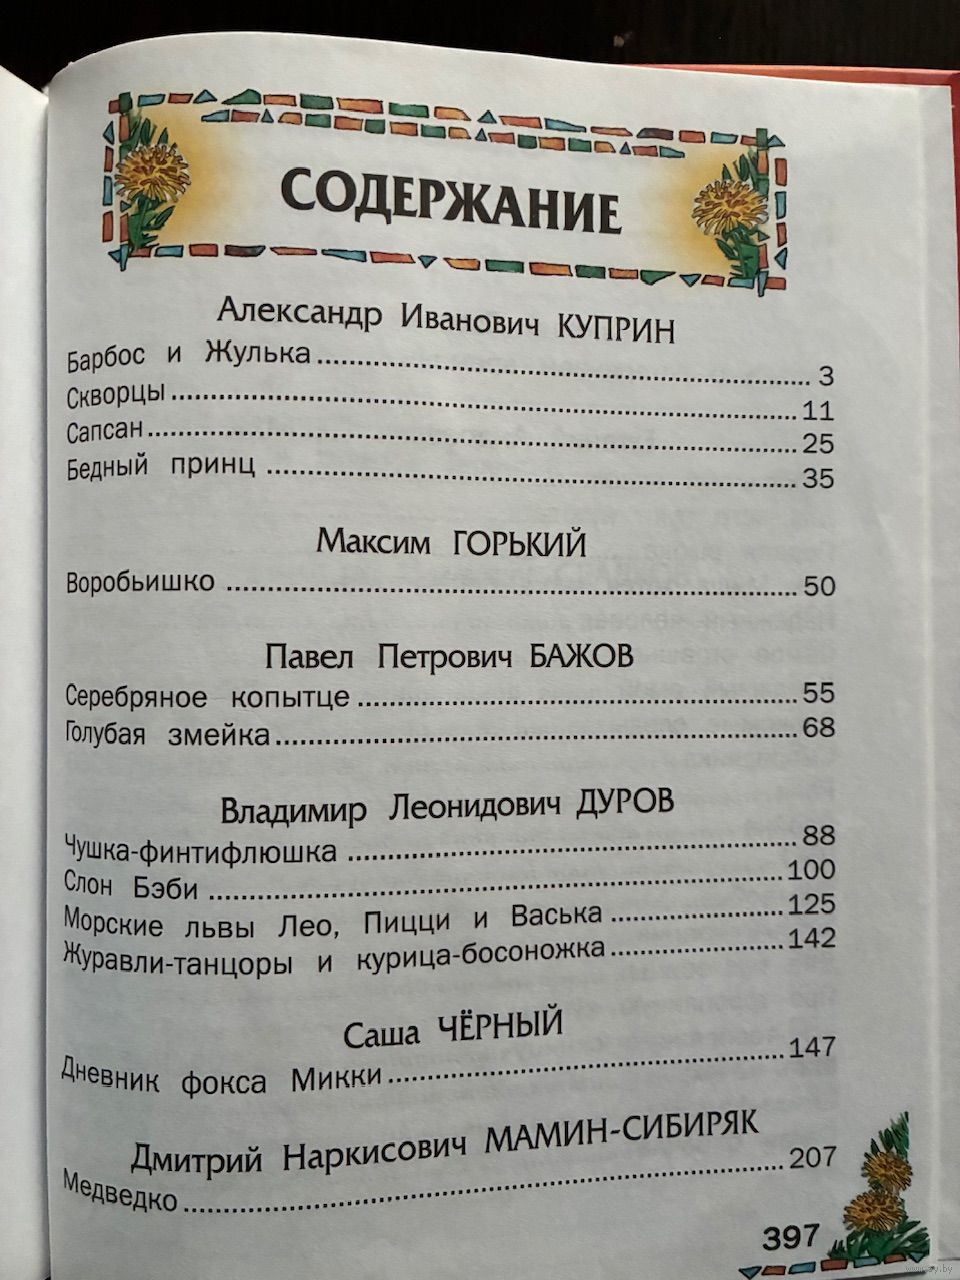 СОДЕРЖАНИЕ
Александр Иванович КУПРИН
Барбос и Жулька 3
Скворцы 11
Сапсан 25
Бедный принц 35
Максим ГОРЬКИЙ
Воробьишко 50
Павел Петрович БАЖОВ
Серебряное копытце 55
Голубая змейка 68
Владимир Леонидович ДУРОВ
Чушка-финтифлюшка 88
Слон Бэби 100
Морские львы Лео, Пицци и Васька 125
Журавли-танцоры и курица-босоножка 142
Саша ЧЁРНЫЙ
Дневник фокса Микки 147
Дмитрий Наркисович МАМИН-СИБИРЯК
Медведко 207
397